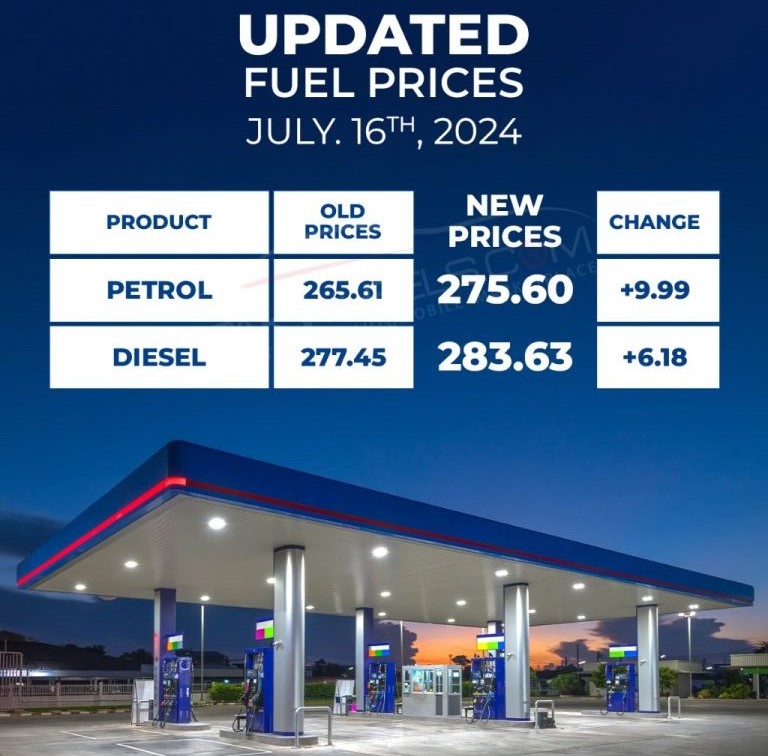 UPDATED
FUEL PRICES
JULY. 16TH, 2024
PRODUCT
OLD
PRICES
NEW
PRICES
CHANGE
PETROL
265.61
275.60
+9.99
DIESEL
277.45
283.63
+6.18